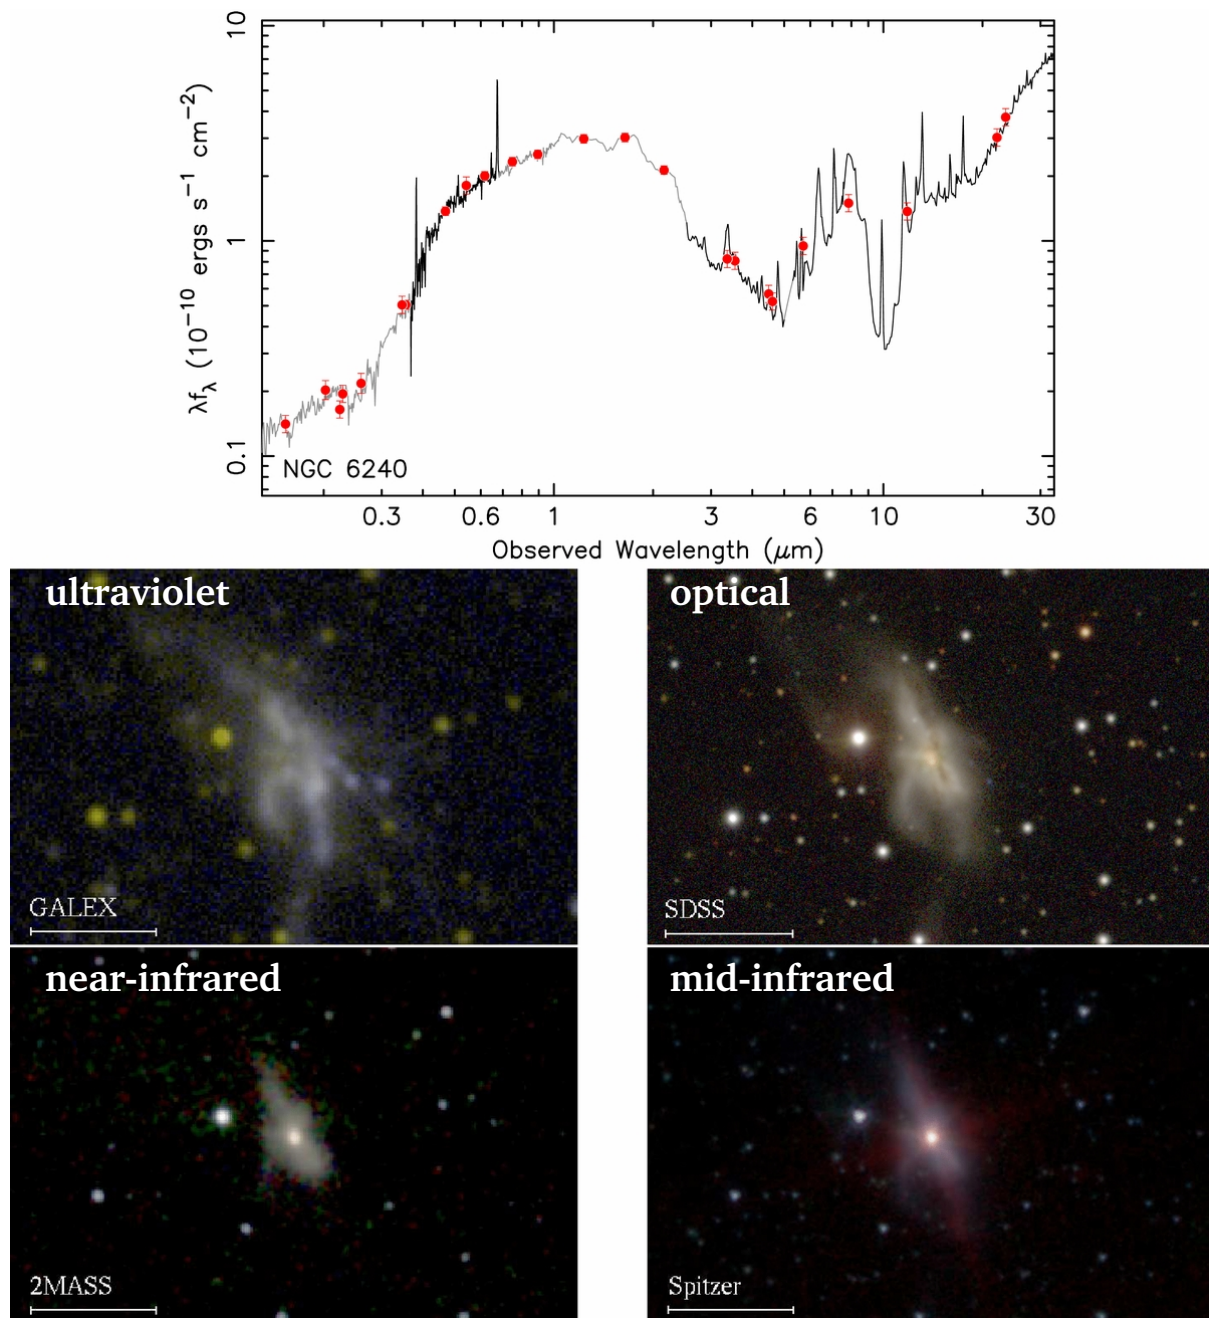 10
1
0.1
λf_λ (10⁻¹⁰ ergs s⁻¹ cm⁻²)
NGC 6240
0.3 0.6 1 3 6 10 30
Observed Wavelength (μm)
ultraviolet
optical
GALEX
SDSS
near-infrared
mid-infrared
2MASS
Spitzer